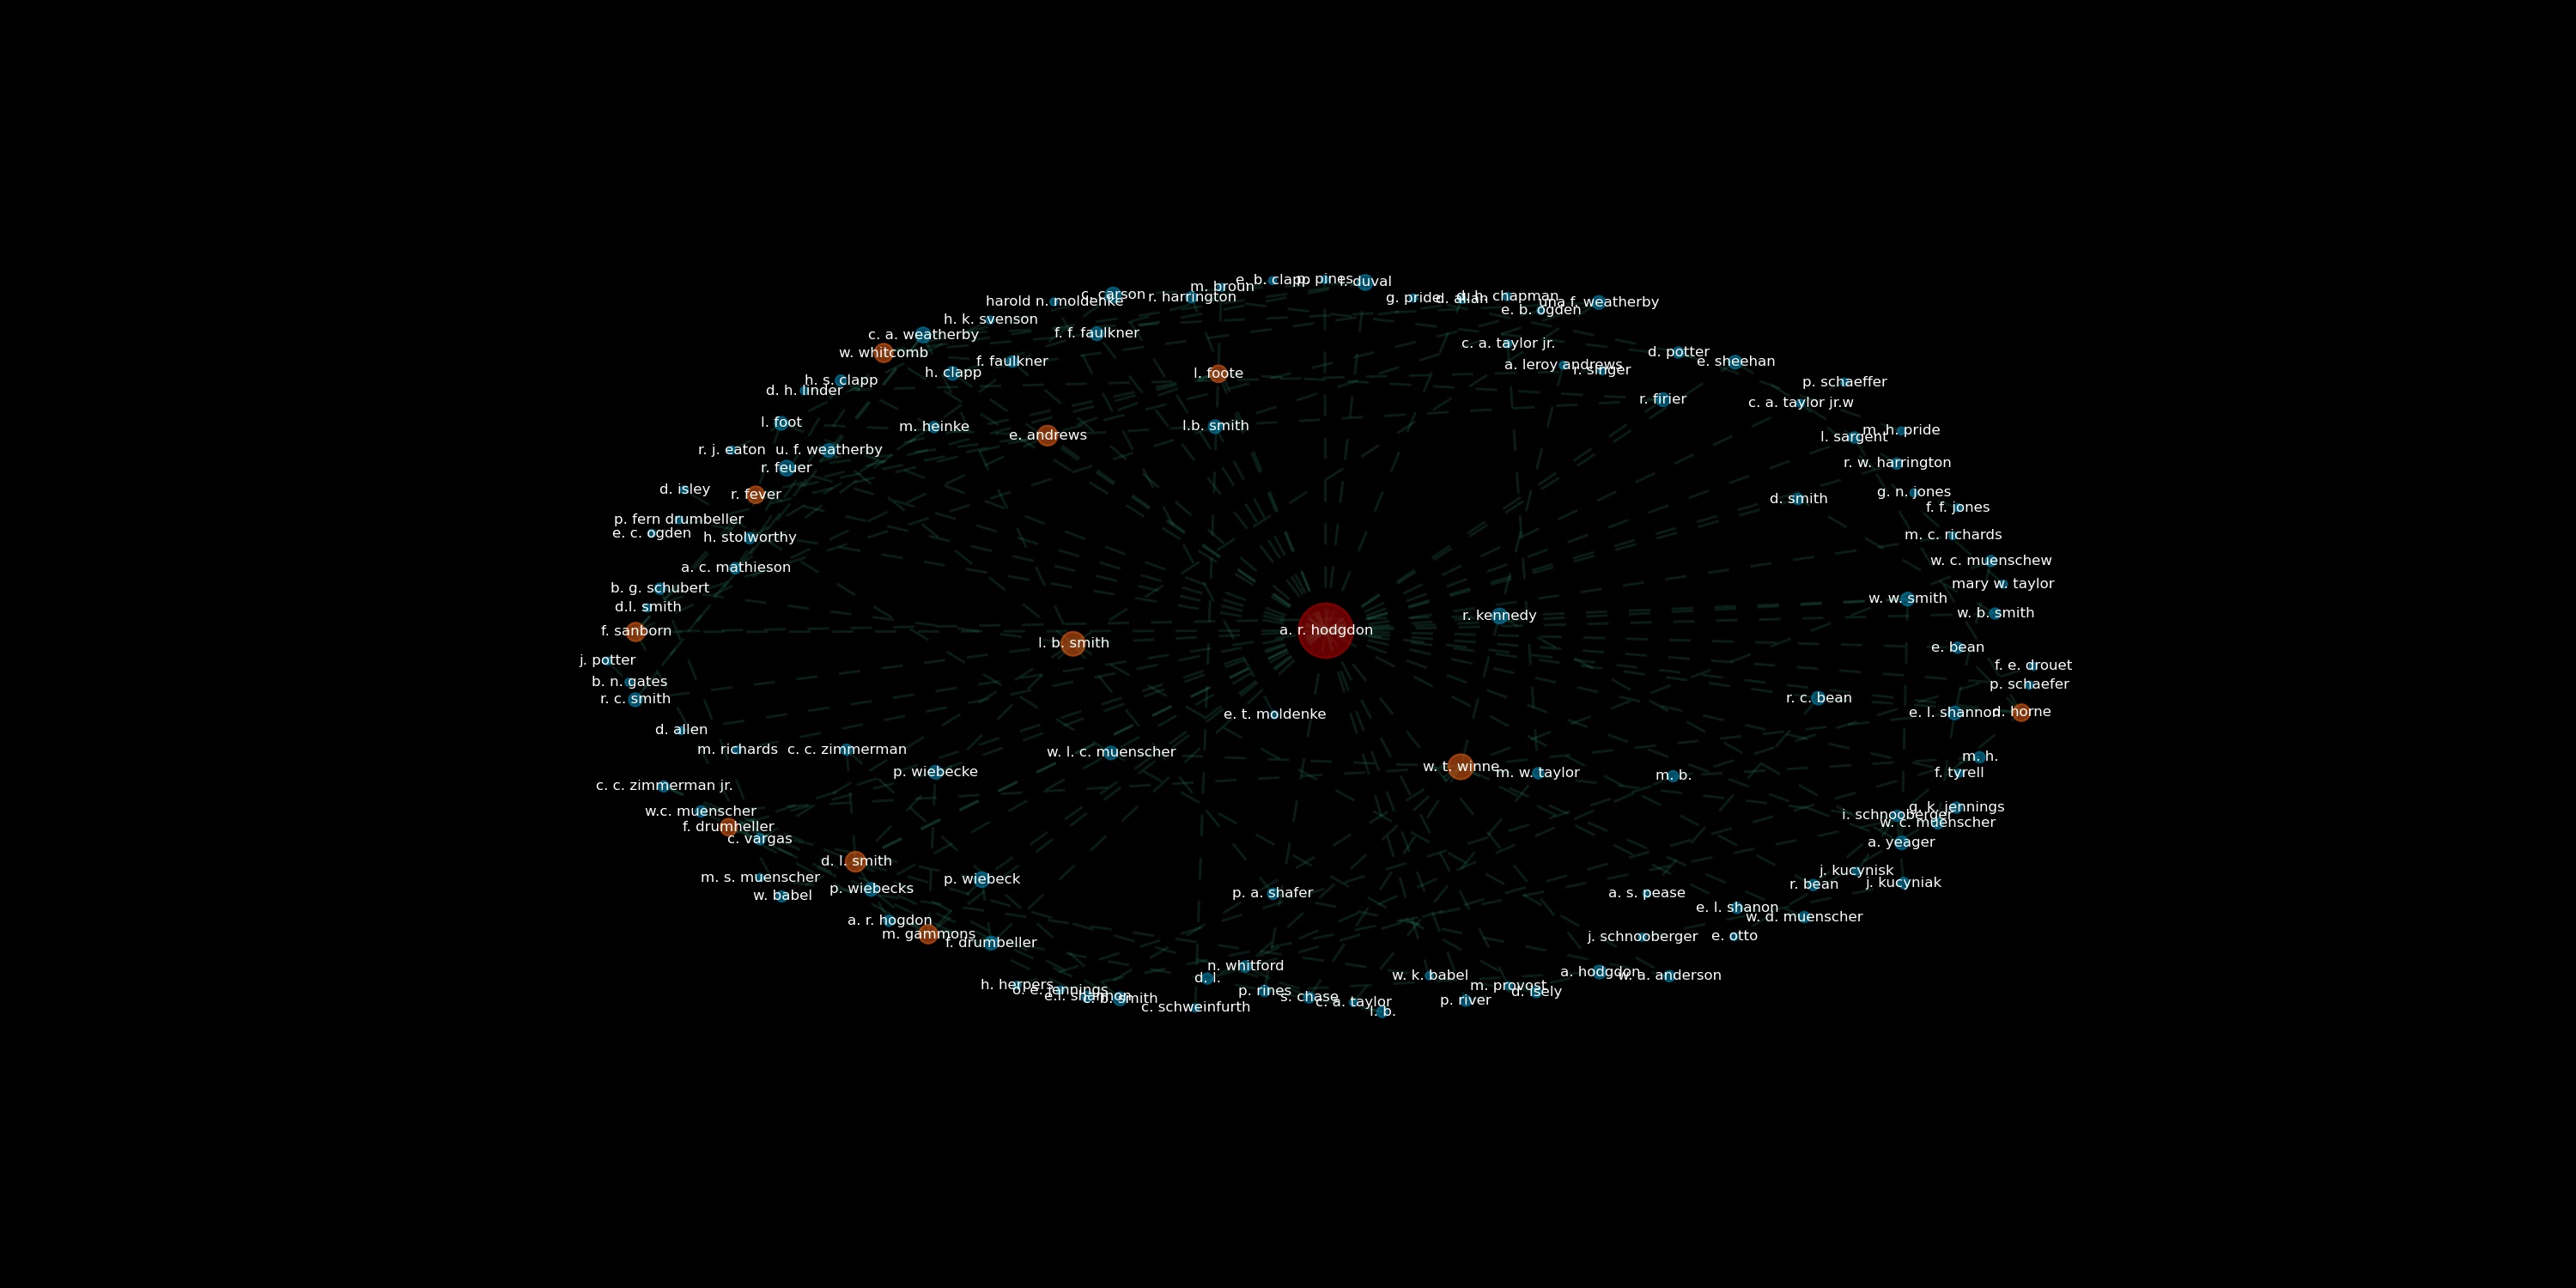 e. b. clapp
p. pines
l. duval
m. broun
c. carson
r. harrington
harold n. moldenke
g. pride
d. allan
d. h. chapman
una f. weatherby
e. b. ogden
h. k. svenson
c. a. weatherby
f. f. faulkner
c. a. taylor jr.
w. whitcomb
d. potter
e. sheehan
f. faulkner
a. leroy andrews
r. singer
h. clapp
l. foote
h. s. clapp
p. schaeffer
d. h. linder
r. firier
c. a. taylor jr.w
l. foot
m. heinke
l.b. smith
m. h. pride
e. andrews
l. sargent
r. j. eaton
u. f. weatherby
r. w. harrington
r. feuer
d. isley
r. fever
g. n. jones
d. smith
f. f. jones
p. fern drumbeller
e. c. ogden
h. stolworthy
m. c. richards
w. c. muenschew
a. c. mathieson
mary w. taylor
b. g. schubert
w. w. smith
d.l. smith
w. b. smith
r. kennedy
f. sanborn
a. r. hodgdon
l. b. smith
e. bean
j. potter
f. e. drouet
b. n. gates
p. schaefer
r. c. smith
r. c. bean
e. l. shannon
d. horne
e. t. moldenke
d. allen
m. richards
c. c. zimmerman
w. l. c. muenscher
m. h.
w. t. winne
m. w. taylor
p. wiebecke
m. b.
f. tyrell
c. c. zimmerman jr.
g. k. jennings
w.c. muenscher
i. schnooberger
w. c. muenscher
f. drumheller
c. vargas
a. yeager
d. l. smith
j. kucynisk
m. s. muenscher
p. wiebeck
j. kucyniak
r. bean
p. wiebecks
w. babel
p. a. shafer
a. s. pease
e. l. shanon
w. d. muenscher
a. r. hogdon
m. gammons
f. drumbeller
j. schnooberger
e. otto
n. whitford
a. hodgdon
w. a. anderson
d. l.
w. k. babel
h. herpers
o. e. jennings
m. provost
p. rines
d. isely
e.l. shannon
s. chase
p. river
c. a. taylor
c. schweinfurth
l. b.